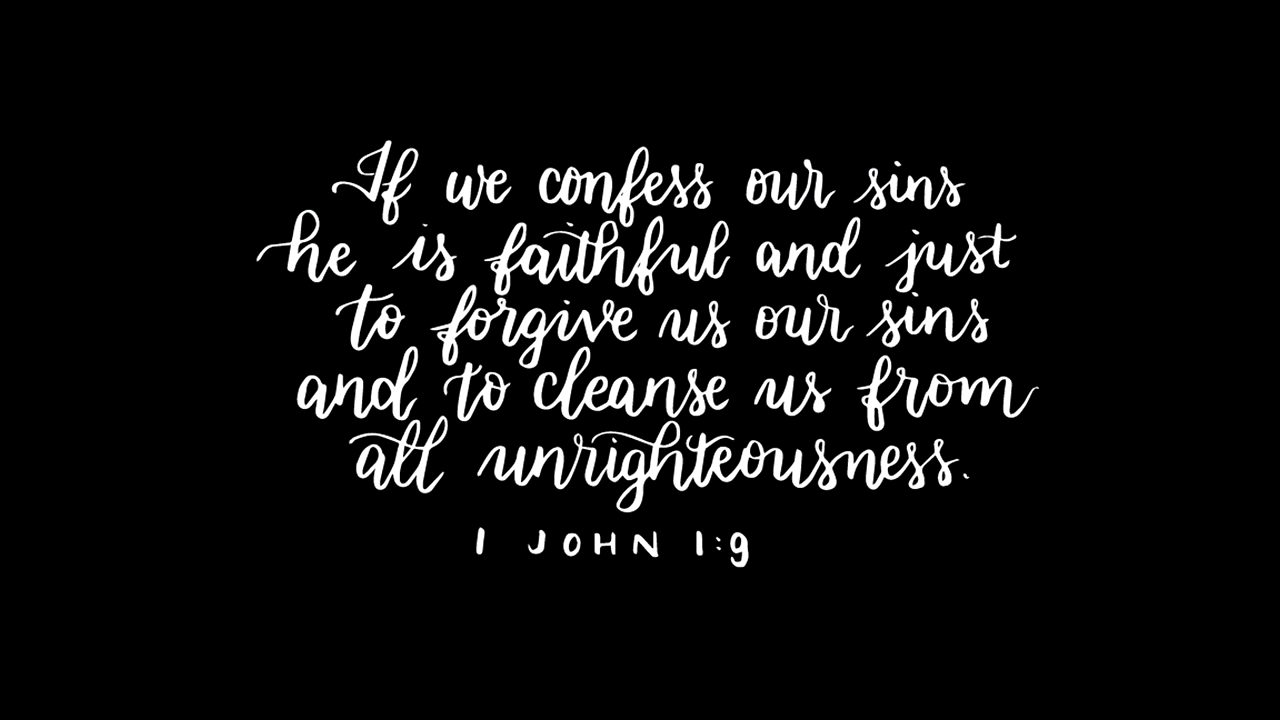 If we confess our sins
he is faithful and just
to forgive us our sins
and to cleanse us from
all unrighteousness.
1 JOHN 1:9